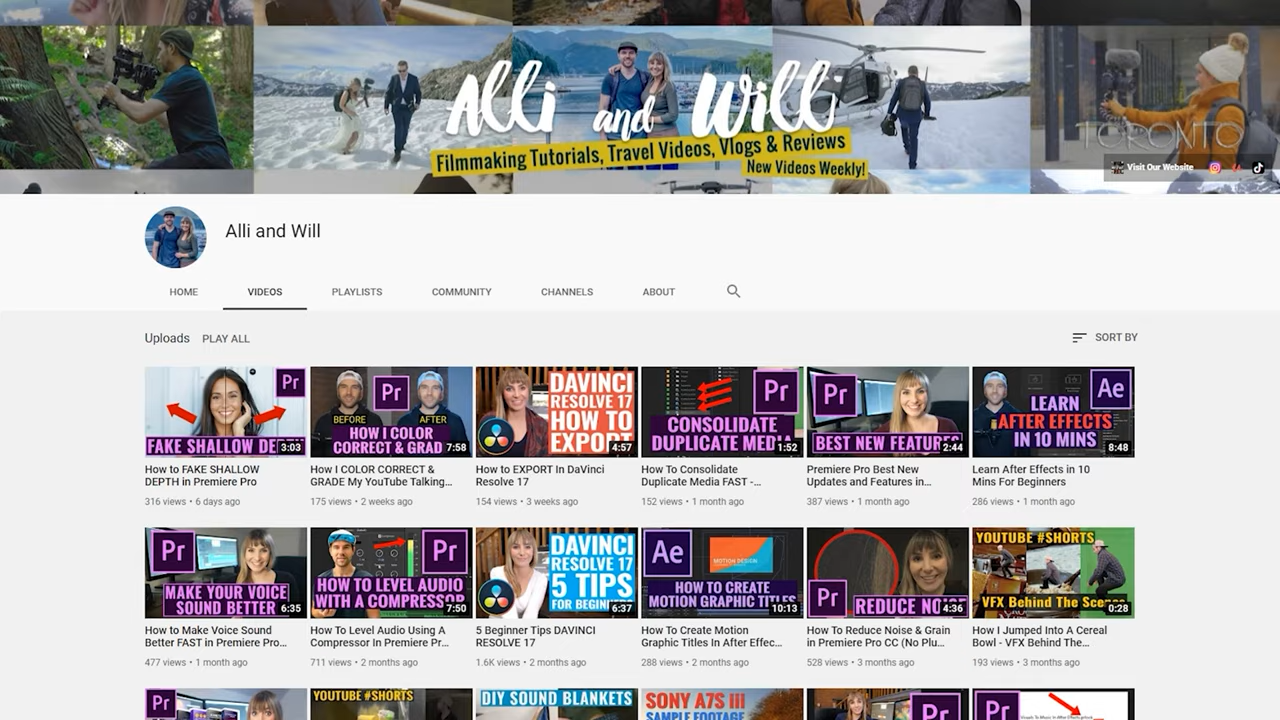 Alli and Will
Filmmaking Tutorials, Travel Videos, Vlogs & Reviews
New Videos Weekly!
TORONTO
Visit Our Website
Alli and Will
HOME
VIDEOS
PLAYLISTS
COMMUNITY
CHANNELS
ABOUT
Uploads
PLAY ALL
SORT BY
Pr
FAKE SHALLOW
3:03
How to FAKE SHALLOW
DEPTH in Premiere Pro
316 views • 6 days ago
Pr
BEFORE
AFTER
HOW I COLOR
CORRECT & GRAD
7:58
How I COLOR CORRECT &
GRADE My YouTube Talking...
175 views • 2 weeks ago
DAVINCI
RESOLVE 17
HOW TO
EXPORT
4:57
How to EXPORT In DaVinci
Resolve 17
154 views • 3 weeks ago
Pr
CONSOLIDATE
DUPLICATE MEDIA
1:52
How To Consolidate
Duplicate Media FAST -...
152 views • 1 month ago
Pr
BEST NEW FEATURES
2:44
Premiere Pro Best New
Updates and Features in...
387 views • 1 month ago
Ae
LEARN
AFTER EFFECTS
IN 10 MINS
8:48
Learn After Effects in 10
Mins For Beginners
286 views • 1 month ago
Pr
MAKE YOUR VOICE
SOUND BETTER
6:35
How to Make Voice Sound
Better FAST in Premiere Pro...
477 views • 1 month ago
Pr
HOW TO LEVEL AUDIO
WITH A COMPRESSOR
7:50
How To Level Audio Using A
Compressor In Premiere Pr...
711 views • 2 months ago
DAVINCI
RESOLVE 17
5 TIPS
FOR BEGINN
6:37
5 Beginner Tips DAVINCI
RESOLVE 17
1.6K views • 2 months ago
Ae
MOTION DESIGN
HOW TO CREATE
MOTION GRAPHIC TITLES
10:13
How To Create Motion
Graphic Titles In After Effec...
288 views • 2 months ago
Pr
REDUCE NOISE
4:36
How To Reduce Noise & Grain
in Premiere Pro CC (No Plu...
528 views • 3 months ago
YOUTUBE #SHORTS
VFX Behind The Scenes
0:28
How I Jumped Into A Cereal
Bowl - VFX Behind The...
193 views • 3 months ago
Pr
YOUTUBE #SHORTS
DIY SOUND BLANKETS
SONY A7S III
SAMPLE FOOTAGE
Pr
Pr